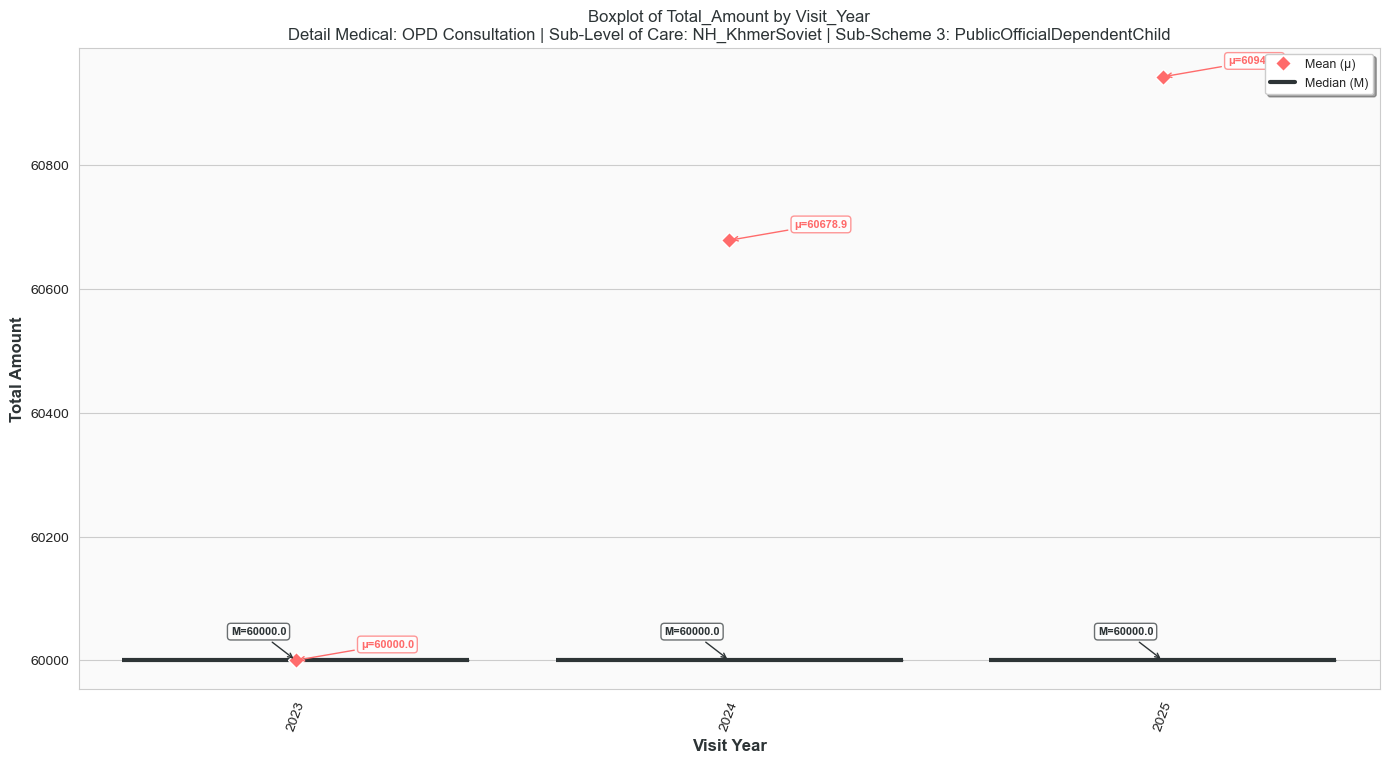 Boxplot of Total_Amount by Visit_Year
Detail Medical: OPD Consultation | Sub-Level of Care: NH_KhmerSoviet | Sub-Scheme 3: PublicOfficialDependentChild
Mean (μ)
Median (M)
μ=60678.9
M=60000.0
μ=60000.0
M=60000.0
M=60000.0
Total Amount
60800
60600
60400
60200
60000
2023
2024
2025
Visit Year